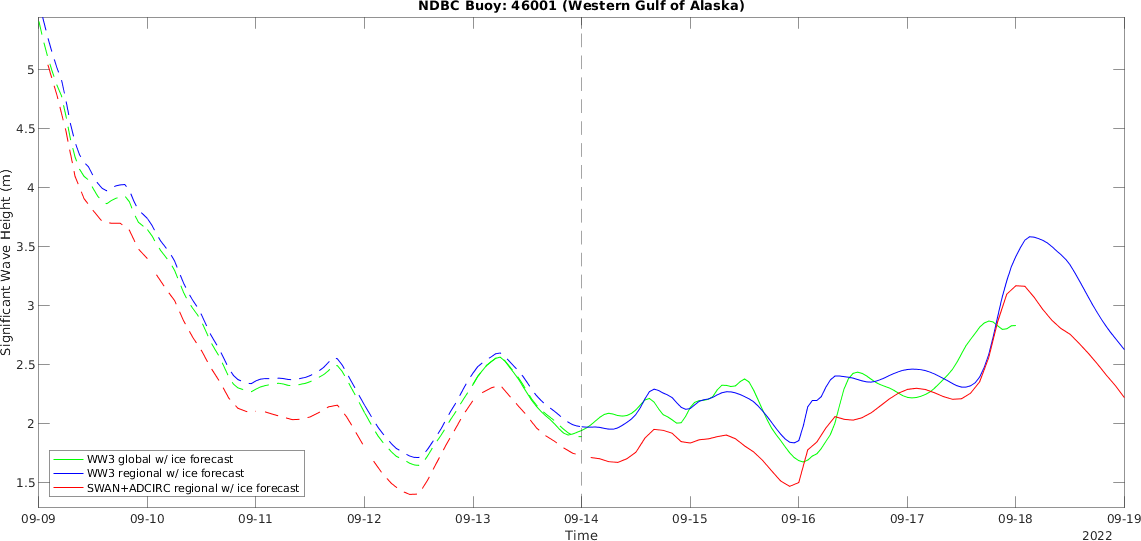 NDBC Buoy: 46001 (Western Gulf of Alaska)
Significant Wave Height (m)
5
4.5
4
3.5
3
2.5
2
1.5
WW3 global w/ ice forecast
WW3 regional w/ ice forecast
SWAN+ADCIRC regional w/ ice forecast
09-09 09-10 09-11 09-12 09-13 09-14 09-15 09-16 09-17 09-18 09-19
Time
2022